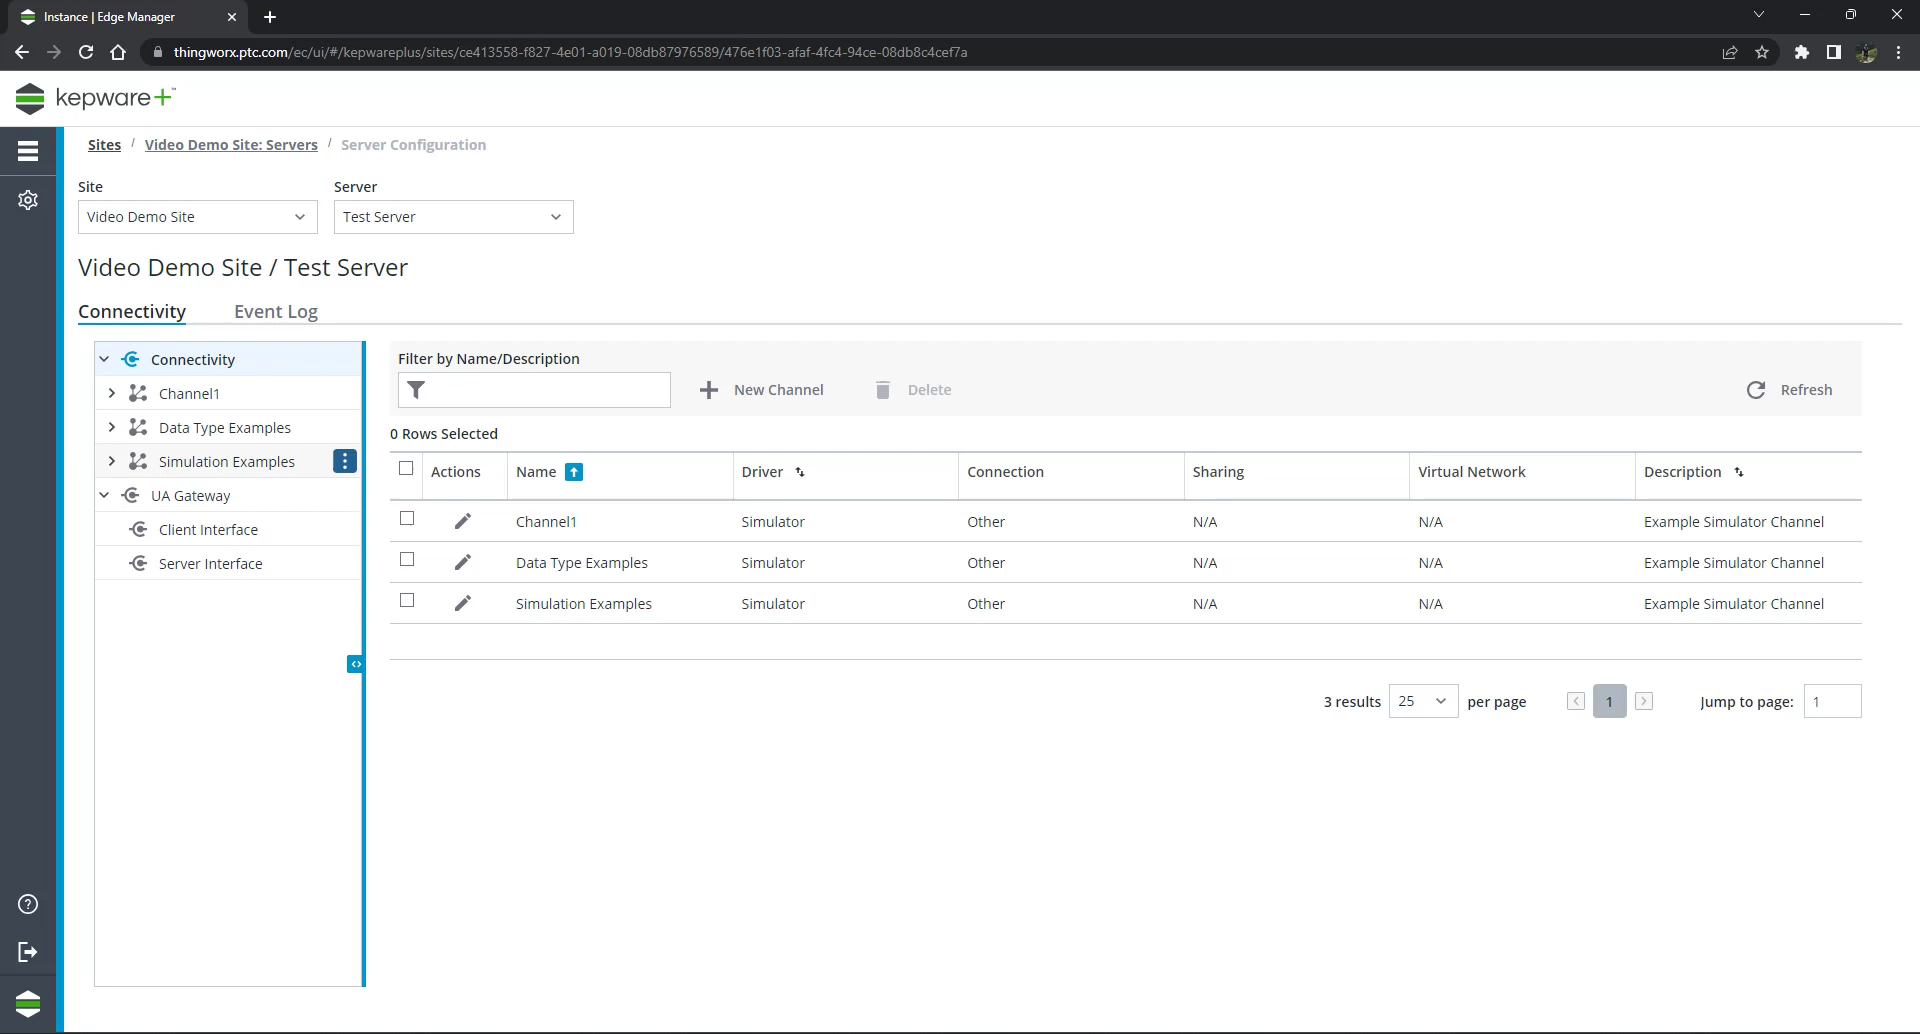 Instance | Edge Manager
thingworx.ptc.com/ec/ui/#/kepwareplus/sites/ce413558-f827-4e01-a019-08db87976589/476e1f03-afaf-4fc4-94ce-08db8c4cef7a
kepware+™
Sites / Video Demo Site: Servers / Server Configuration
Site Server
Video Demo Site Test Server
Video Demo Site / Test Server
Connectivity Event Log
Connectivity
Channel1
Data Type Examples
Simulation Examples
UA Gateway
Client Interface
Server Interface
Filter by Name/Description
New Channel Delete Refresh
0 Rows Selected
Actions Name Driver Connection Sharing Virtual Network Description
Channel1 Simulator Other N/A N/A Example Simulator Channel
Data Type Examples Simulator Other N/A N/A Example Simulator Channel
Simulation Examples Simulator Other N/A N/A Example Simulator Channel
3 results 25 per page 1 Jump to page: 1